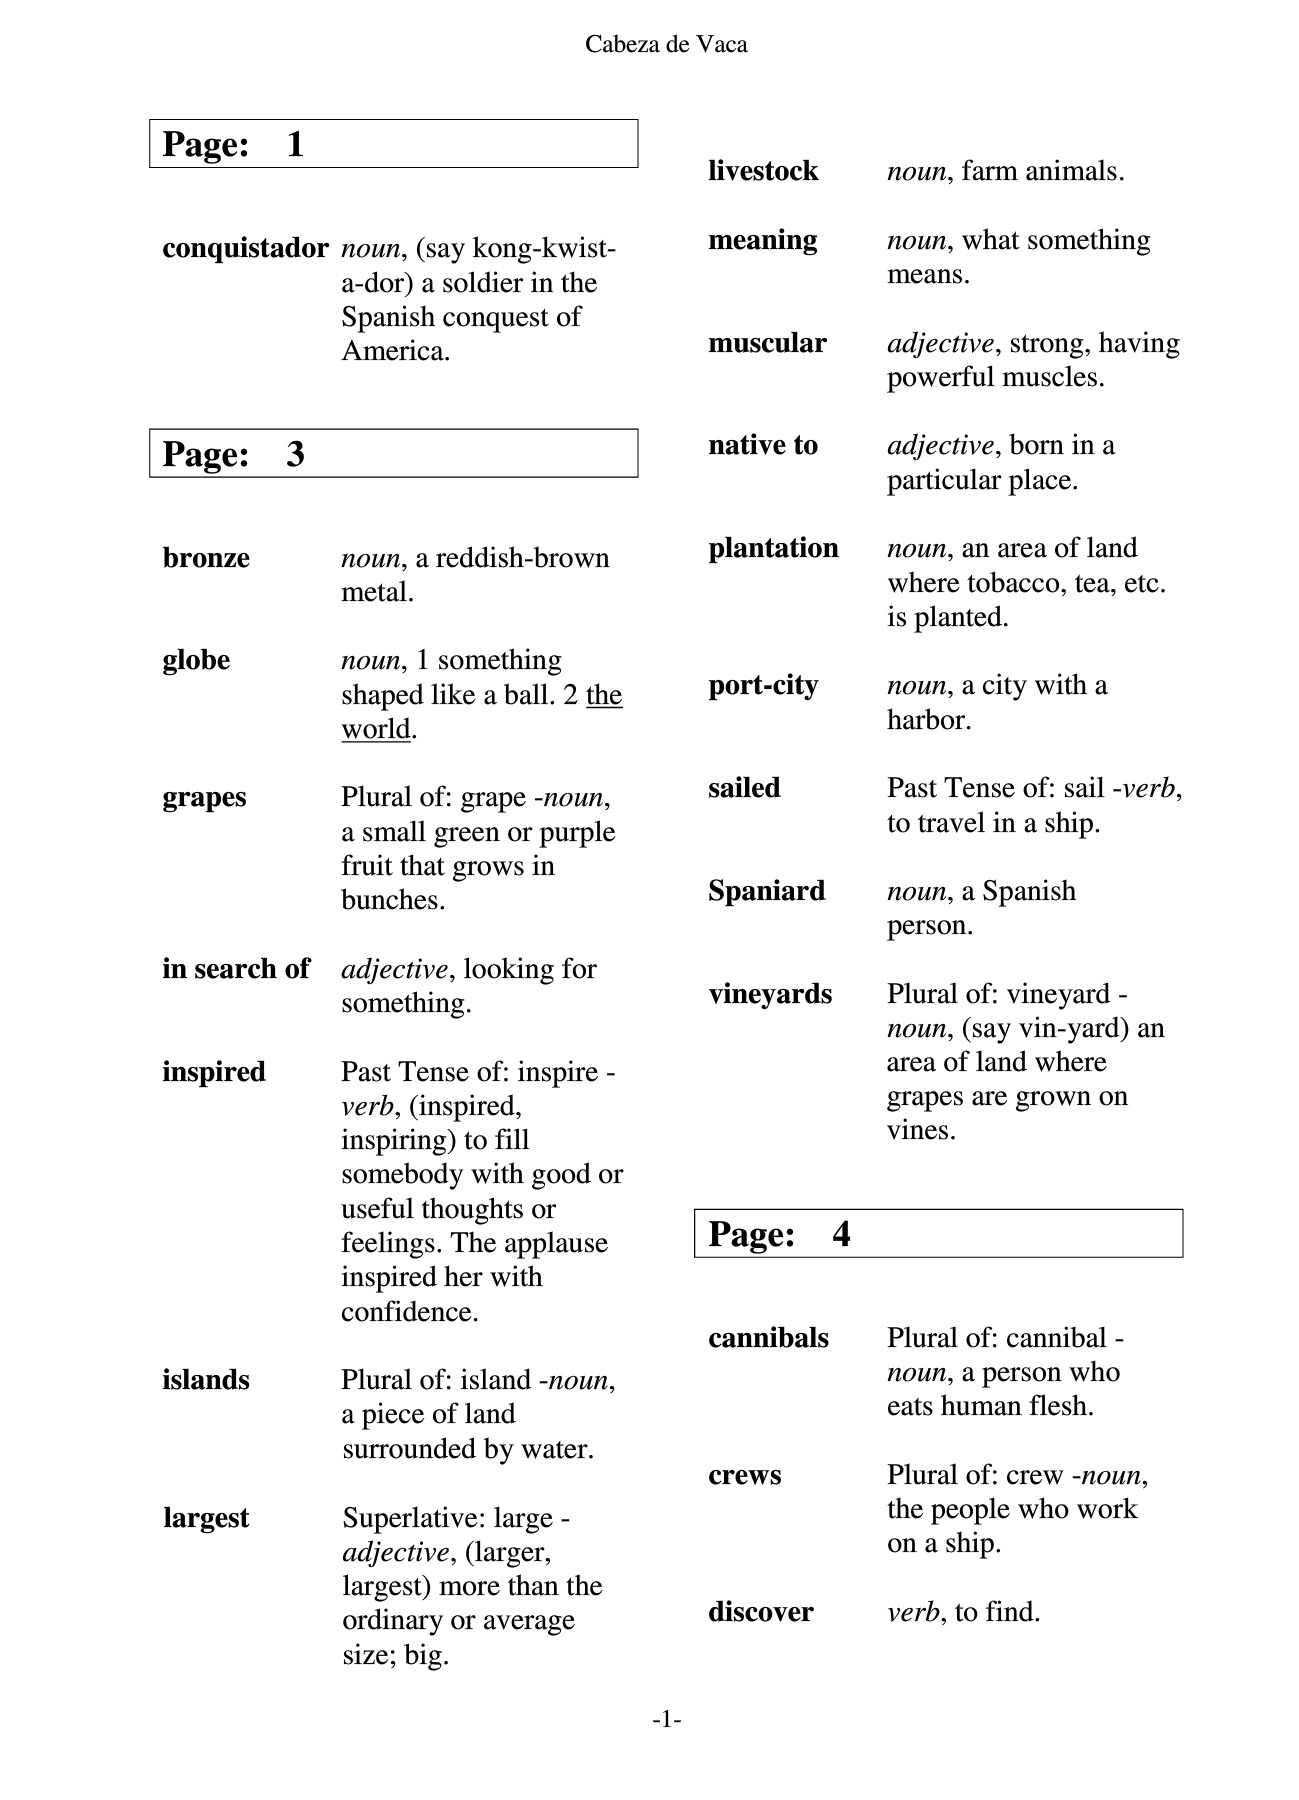 Cabeza de Vaca
Page: 1
conquistador noun, (say kong-kwist-
a-dor) a soldier in the
Spanish conquest of
America.
Page: 3
bronze noun, a reddish-brown
metal.
globe noun, 1 something
shaped like a ball. 2 the
world.
grapes Plural of: grape -noun,
a small green or purple
fruit that grows in
bunches.
in search of adjective, looking for
something.
inspired Past Tense of: inspire -
verb, (inspired,
inspiring) to fill
somebody with good or
useful thoughts or
feelings. The applause
inspired her with
confidence.
islands Plural of: island -noun,
a piece of land
surrounded by water.
largest Superlative: large -
adjective, (larger,
largest) more than the
ordinary or average
size; big.
livestock noun, farm animals.
meaning noun, what something
means.
muscular adjective, strong, having
powerful muscles.
native to adjective, born in a
particular place.
plantation noun, an area of land
where tobacco, tea, etc.
is planted.
port-city noun, a city with a
harbor.
sailed Past Tense of: sail -verb,
to travel in a ship.
Spaniard noun, a Spanish
person.
vineyards Plural of: vineyard -
noun, (say vin-yard) an
area of land where
grapes are grown on
vines.
Page: 4
cannibals Plural of: cannibal -
noun, a person who
eats human flesh.
crews Plural of: crew -noun,
the people who work
on a ship.
discover verb, to find.
-1-